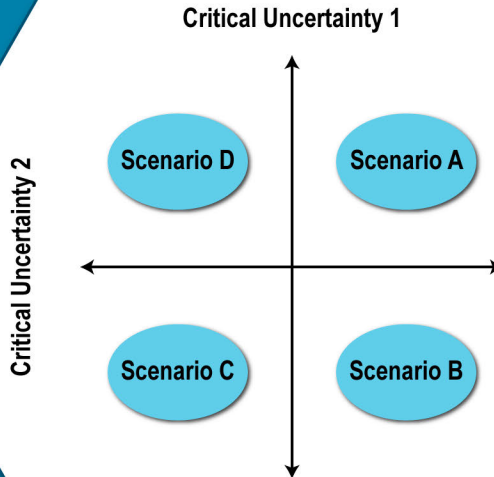 Critical Uncertainty 1
Critical Uncertainty 2
Scenario D
Scenario A
Scenario C
Scenario B